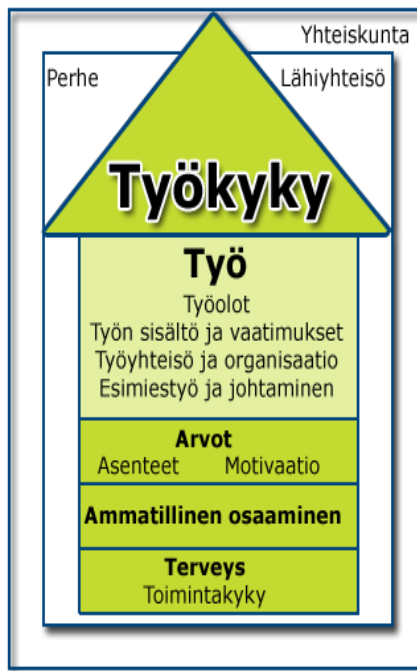 Yhteiskunta
Perhe
Lähiyhteisö
Työkyky
Työ
Työolot
Työn sisältö ja vaatimukset
Työyhteisö ja organisaatio
Esimiestyö ja johtaminen
Arvot
Asenteet Motivaatio
Ammatillinen osaaminen
Terveys
Toimintakyky